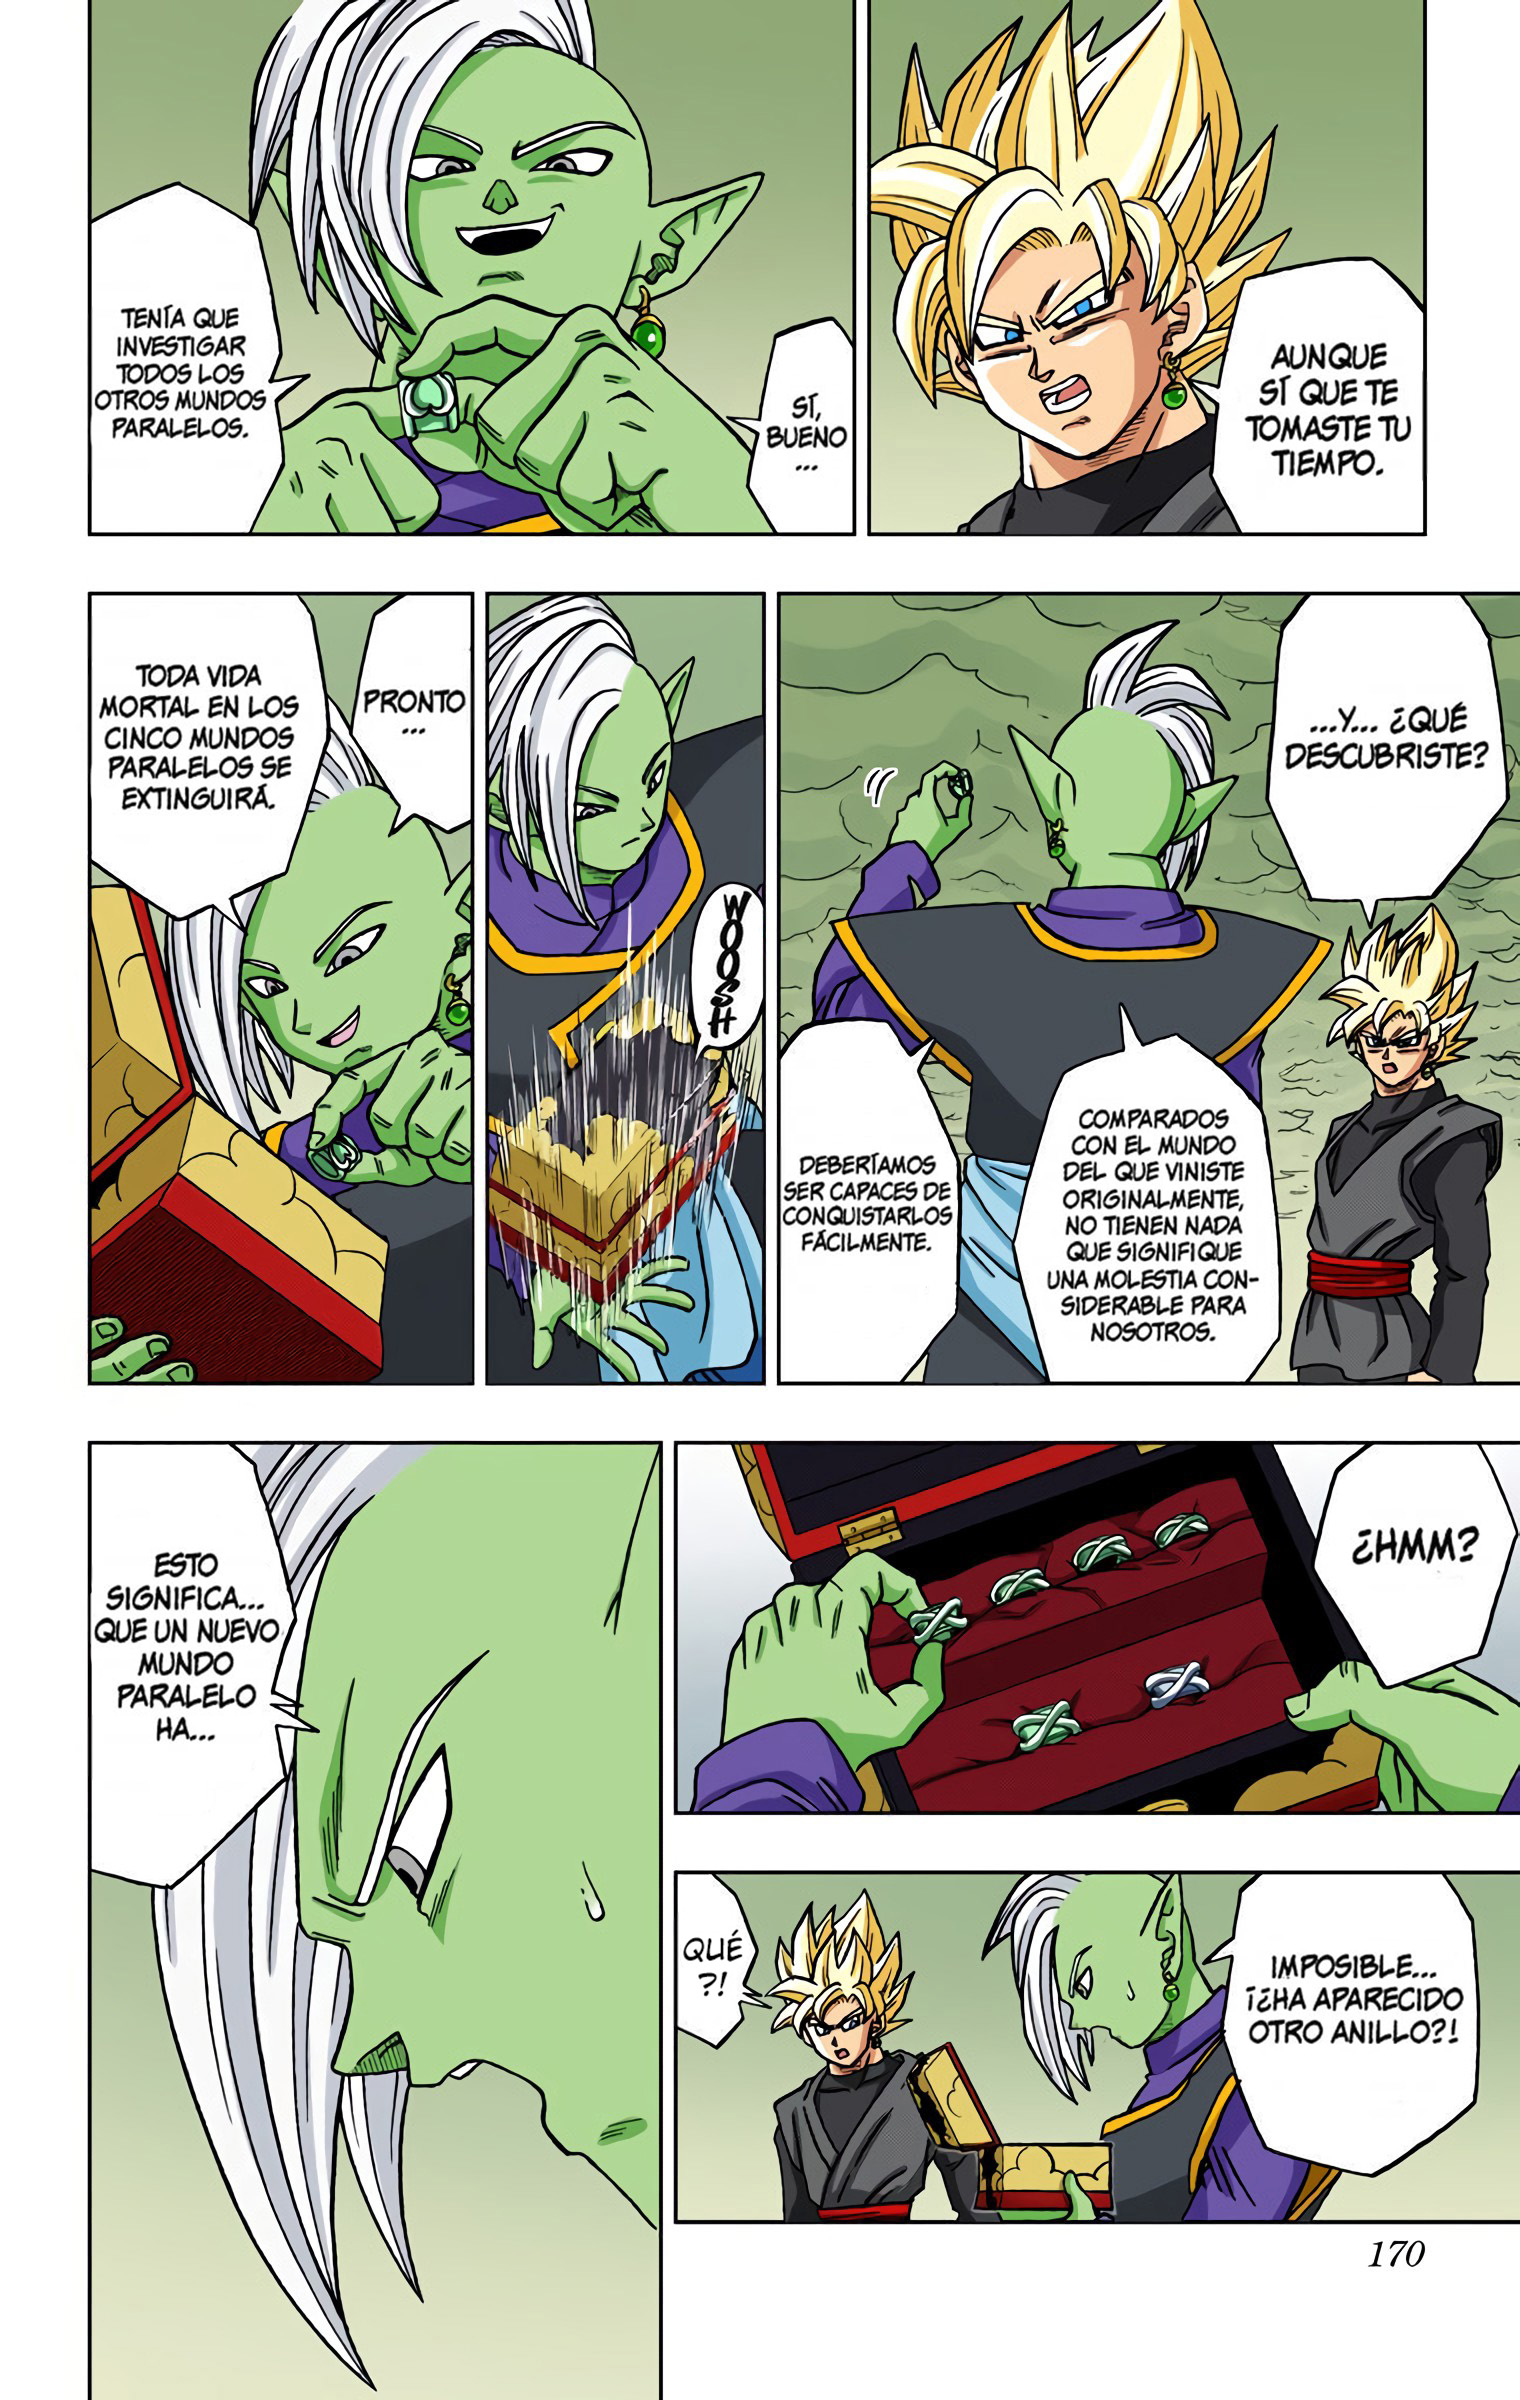 AUNQUE
SÍ QUE TE
TOMASTE TU
TIEMPO.
SÍ,
BUENO
...
TENÍA QUE
INVESTIGAR
TODOS LOS
OTROS MUNDOS
PARALELOS.
...Y... ¿QUÉ
DESCUBRISTE?
COMPARADOS
CON EL MUNDO
DEL QUE VINISTE
ORIGINALMENTE,
NO TIENEN NADA
QUE SIGNIFIQUE
UNA MOLESTIA CON-
SIDERABLE PARA
NOSOTROS.
DEBERÍAMOS
SER CAPACES DE
CONQUISTARLOS
FÁCILMENTE.
WOOSH
PRONTO
...
TODA VIDA
MORTAL EN LOS
CINCO MUNDOS
PARALELOS SE
EXTINGUIRÁ.
¿HMM?
IMPOSIBLE...
¡¿HA APARECIDO
OTRO ANILLO?!
QUÉ
?!
ESTO
SIGNIFICA...
QUE UN NUEVO
MUNDO
PARALELO
HA...
170